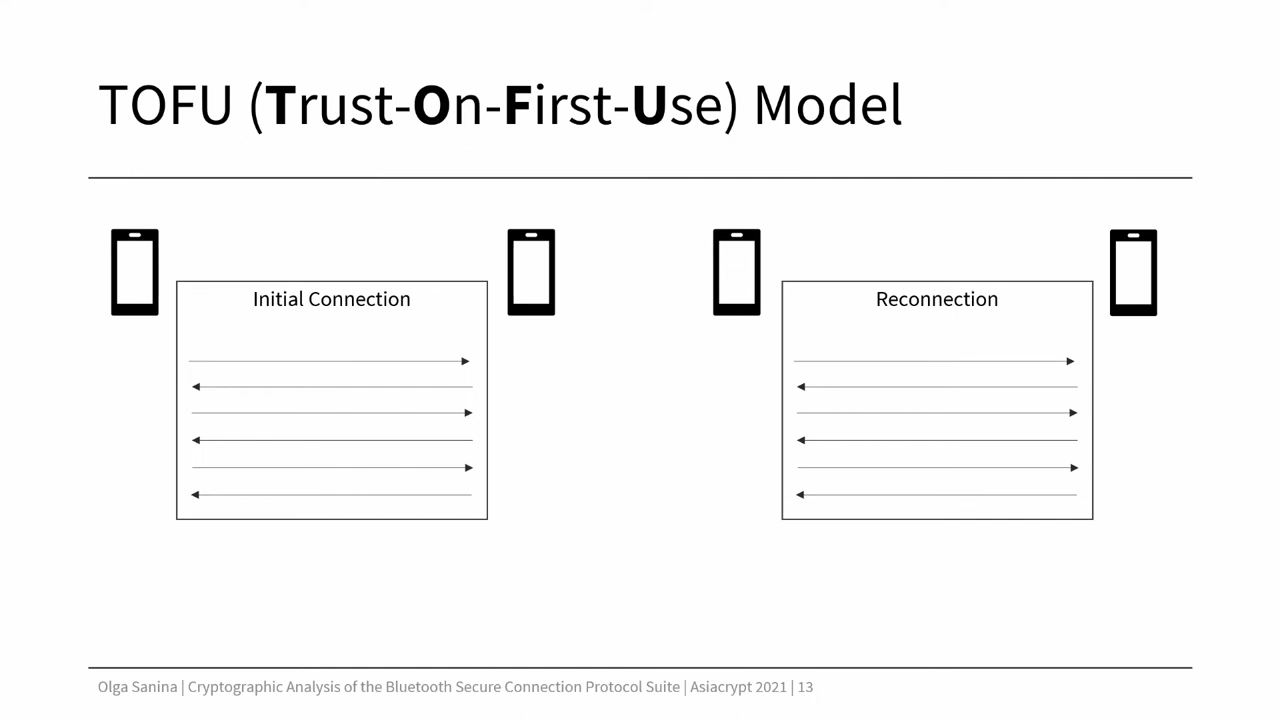 TOFU (Trust-On-First-Use) Model
Initial Connection
Reconnection
Olga Sanina | Cryptographic Analysis of the Bluetooth Secure Connection Protocol Suite | Asiacrypt 2021 | 13